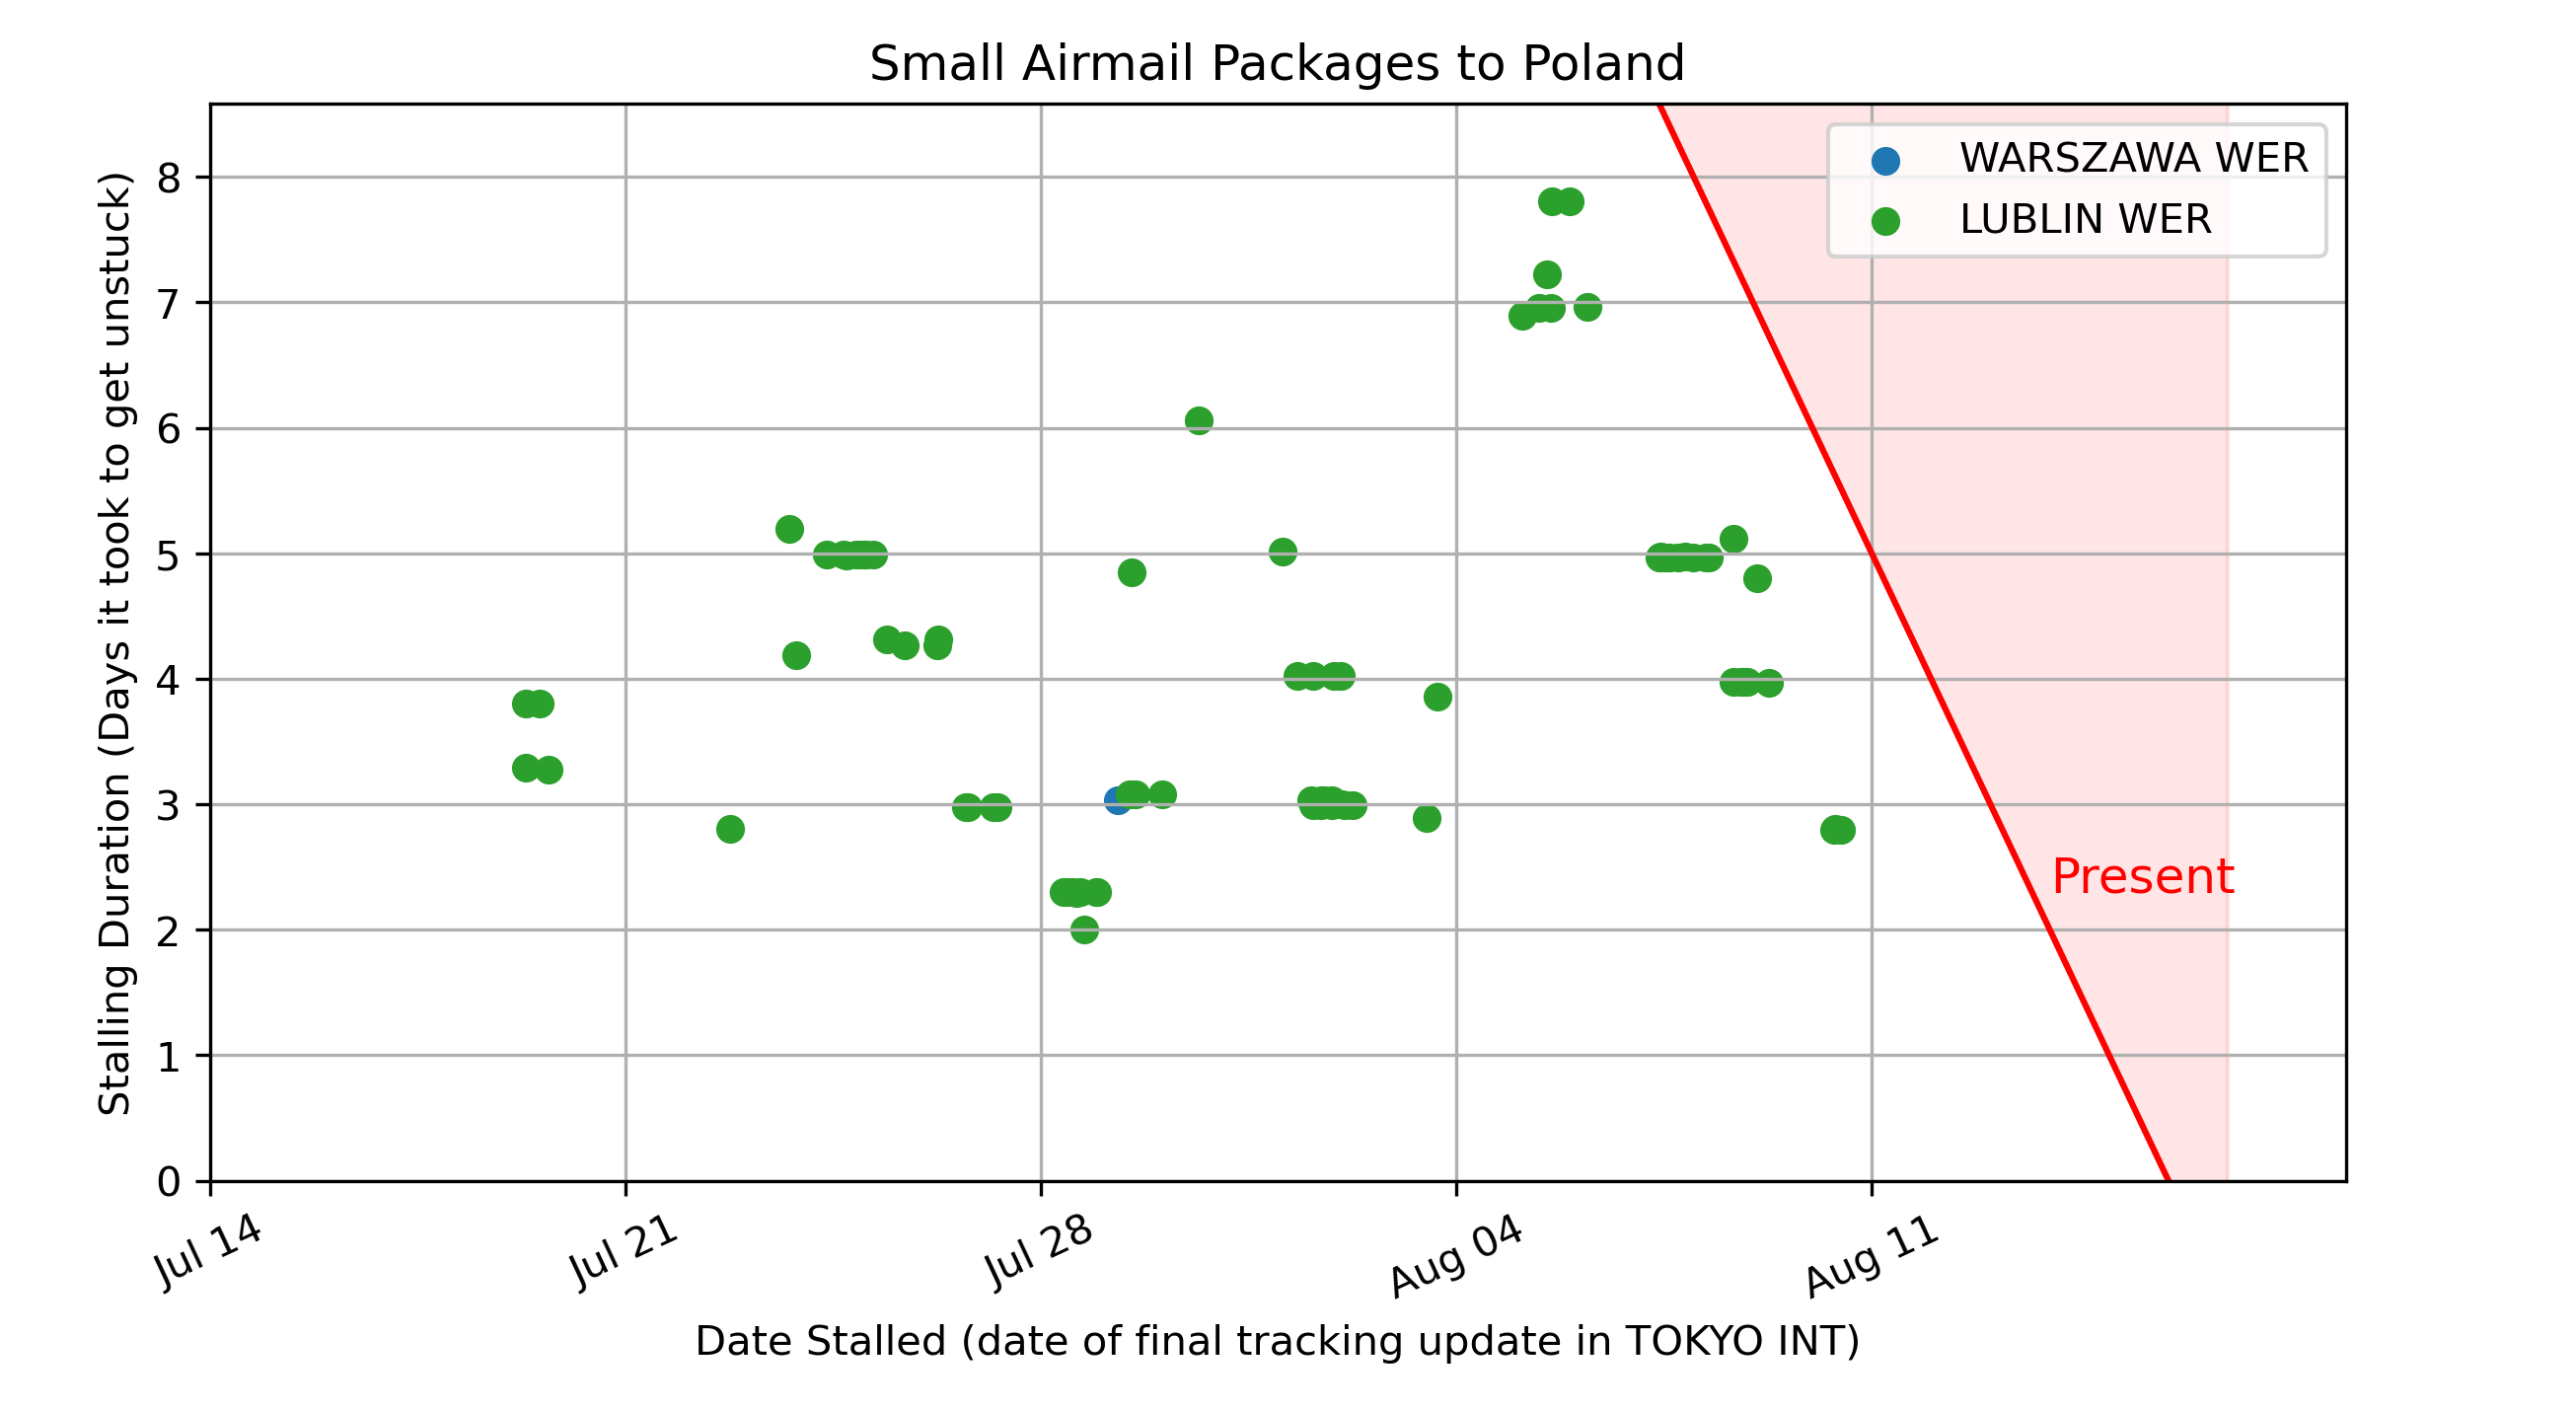 Small Airmail Packages to Poland
Stalling Duration (Days it took to get unstuck)
8
7
6
5
4
3
2
1
0
WARSZAWA WER
LUBLIN WER
Present
Jul 14
Jul 21
Jul 28
Aug 04
Aug 11
Date Stalled (date of final tracking update in TOKYO INT)